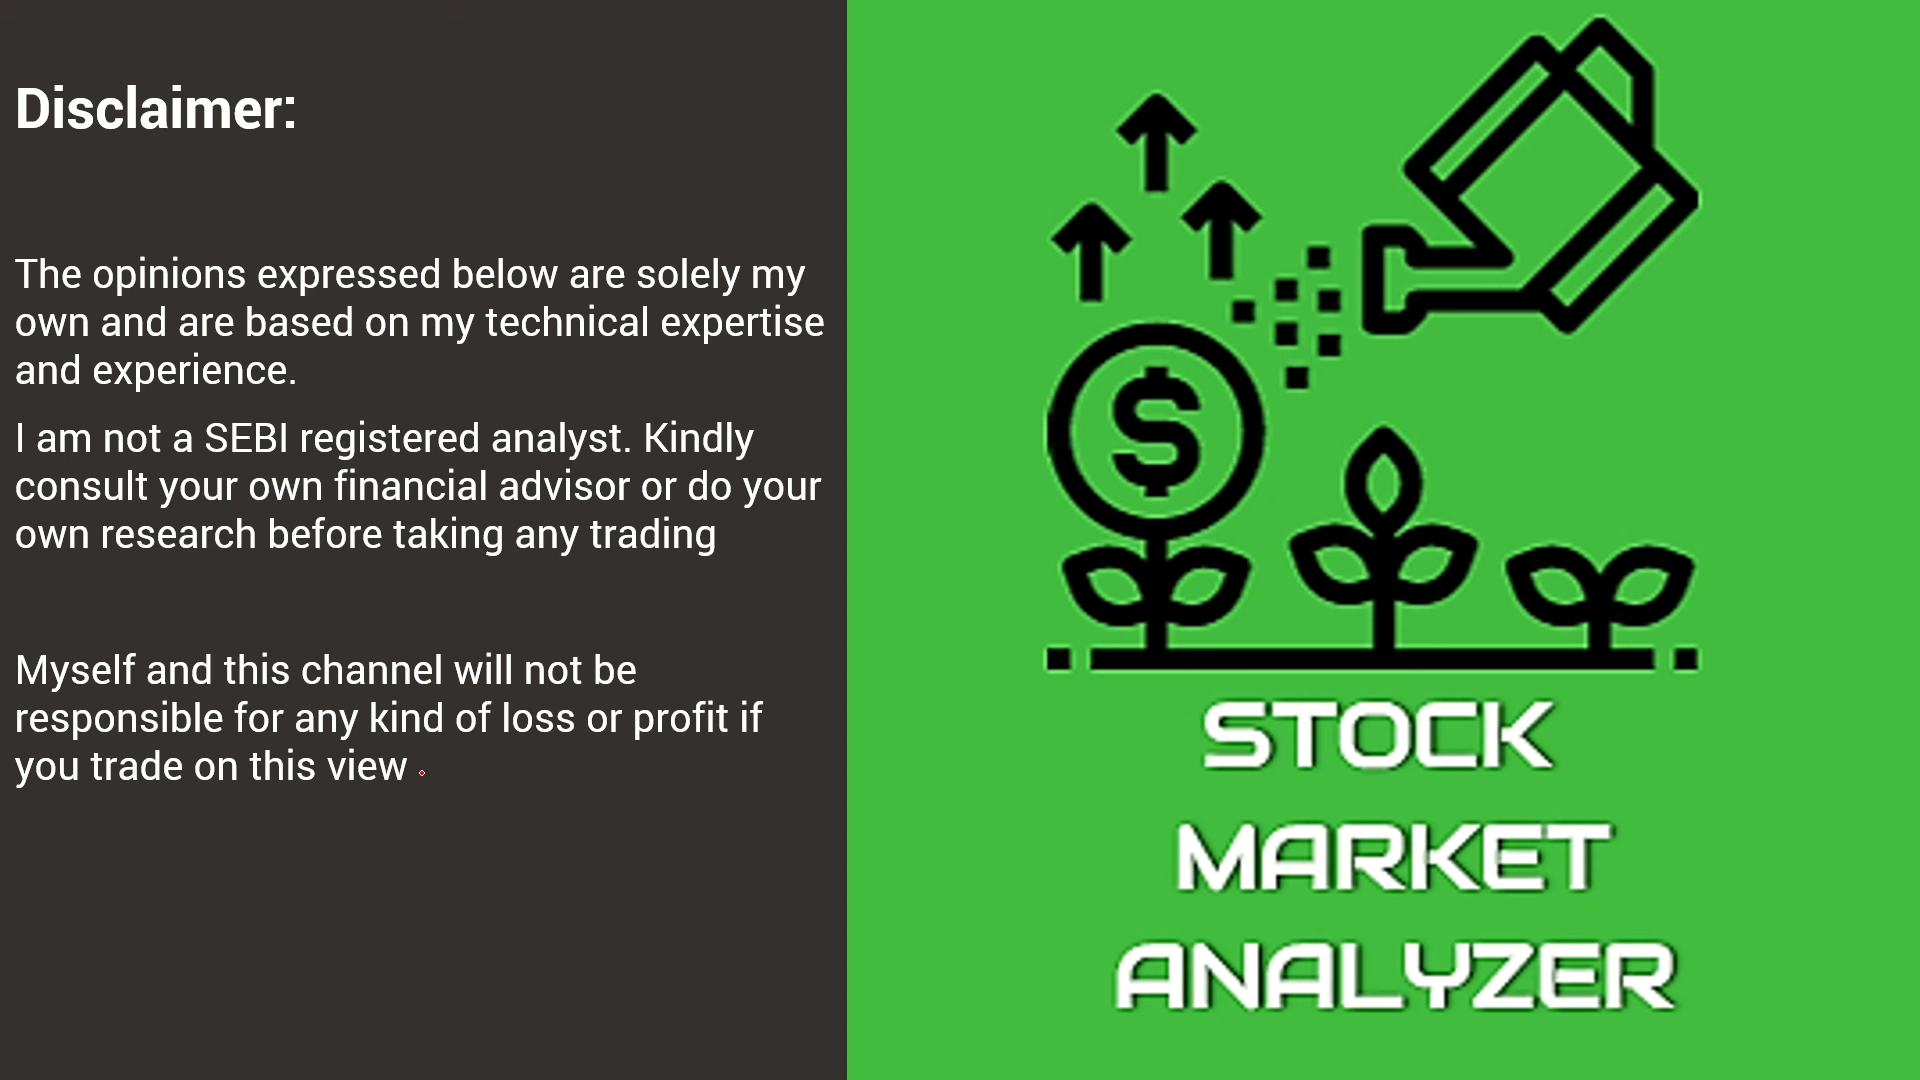 Disclaimer:
The opinions expressed below are solely my
own and are based on my technical expertise
and experience.
I am not a SEBI registered analyst. Kindly
consult your own financial advisor or do your
own research before taking any trading
Myself and this channel will not be
responsible for any kind of loss or profit if
you trade on this view
$
STOCK
MARKET
ANALYZER